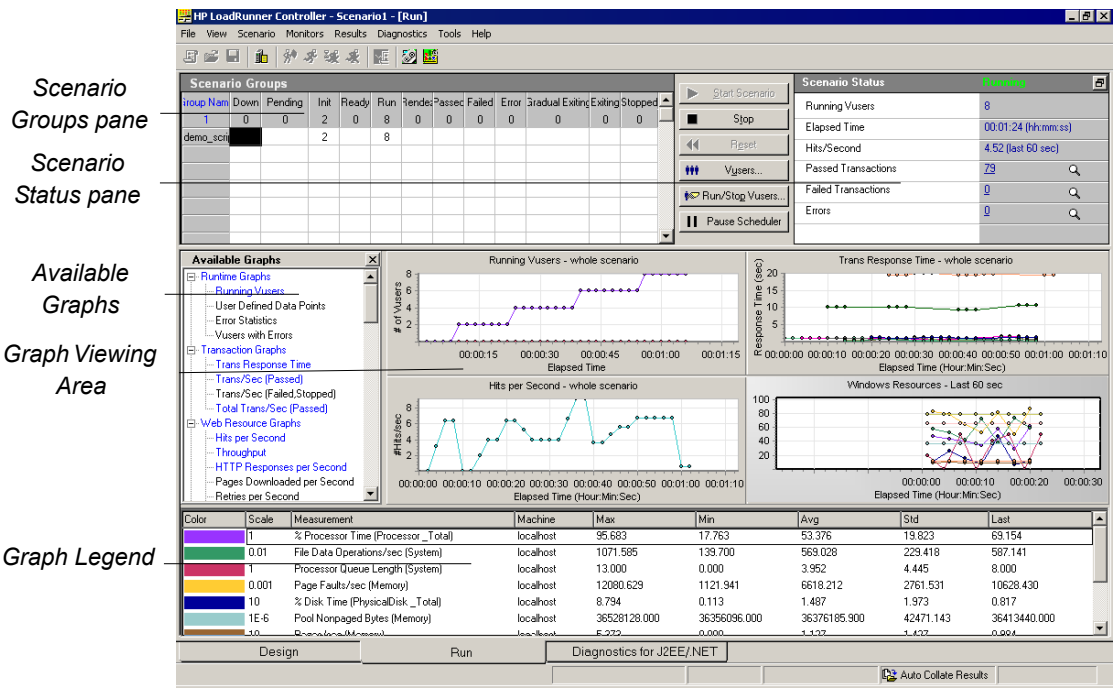 HP LoadRunner Controller - Scenario1 - [Run]
File View Scenario Monitors Results Diagnostics Tools Help
Scenario Groups pane
Scenario Status pane
Available Graphs
Graph Viewing Area
Graph Legend
Scenario Groups
Group Nam Down Pending Init Ready Run Rendez Passed Failed Error Gradual Exiting Exiting Stopped
1 0 0 2 0 8 0 0 0 0 0 0 0
demo_scrip 2 8
Start Scenario
Stop
Reset
Vusers...
Run/Stop Vusers...
Pause Scheduler
Scenario Status Running
Running Vusers 8
Elapsed Time 00:01:24 (hh:mm:ss)
Hits/Second 4.52 (last 60 sec)
Passed Transactions 79
Failed Transactions 0
Errors 0
Available Graphs
Runtime Graphs
Running Vusers
User Defined Data Points
Error Statistics
Vusers with Errors
Transaction Graphs
Trans Response Time
Trans/Sec (Passed)
Trans/Sec (Failed,Stopped)
Total Trans/Sec (Passed)
Web Resource Graphs
Hits per Second
Throughput
HTTP Responses per Second
Pages Downloaded per Second
Retries per Second
Running Vusers - whole scenario
# of Vusers
8
6
4
2
00:00:15 00:00:30 00:00:45 00:01:00 00:01:15
Elapsed Time
Trans Response Time - whole scenario
Response Time (sec)
20
15
10
5
00:00:00 00:00:10 00:00:20 00:00:30 00:00:40 00:00:50 00:01:00 00:01:10
Elapsed Time (Hour:Min:Sec)
Hits per Second - whole scenario
#Hits/sec
8
6
4
2
00:00:00 00:00:10 00:00:20 00:00:30 00:00:40 00:00:50 00:01:00 00:01:10
Elapsed Time (Hour:Min:Sec)
Windows Resources - Last 60 sec
100
80
60
40
20
00:00:00 00:00:10 00:00:20 00:00:30
Elapsed Time (Hour:Min:Sec)
Color Scale Measurement Machine Max Min Avg Std Last
1 % Processor Time (Processor _Total) localhost 95.683 17.763 53.376 19.823 69.154
0.01 File Data Operations/sec (System) localhost 1071.585 139.700 569.028 229.418 587.141
1 Processor Queue Length (System) localhost 13.000 0.000 3.952 4.445 8.000
0.001 Page Faults/sec (Memory) localhost 12080.629 1121.941 6618.212 2761.531 10628.430
10 % Disk Time (PhysicalDisk _Total) localhost 8.794 0.113 1.487 1.973 0.817
1E-6 Pool Nonpaged Bytes (Memory) localhost 36528128.000 36356096.000 36376185.900 42471.143 36413440.000
10 Pages/sec (Memory) localhost 0.000
Design Run Diagnostics for J2EE/.NET
Auto Collate Results